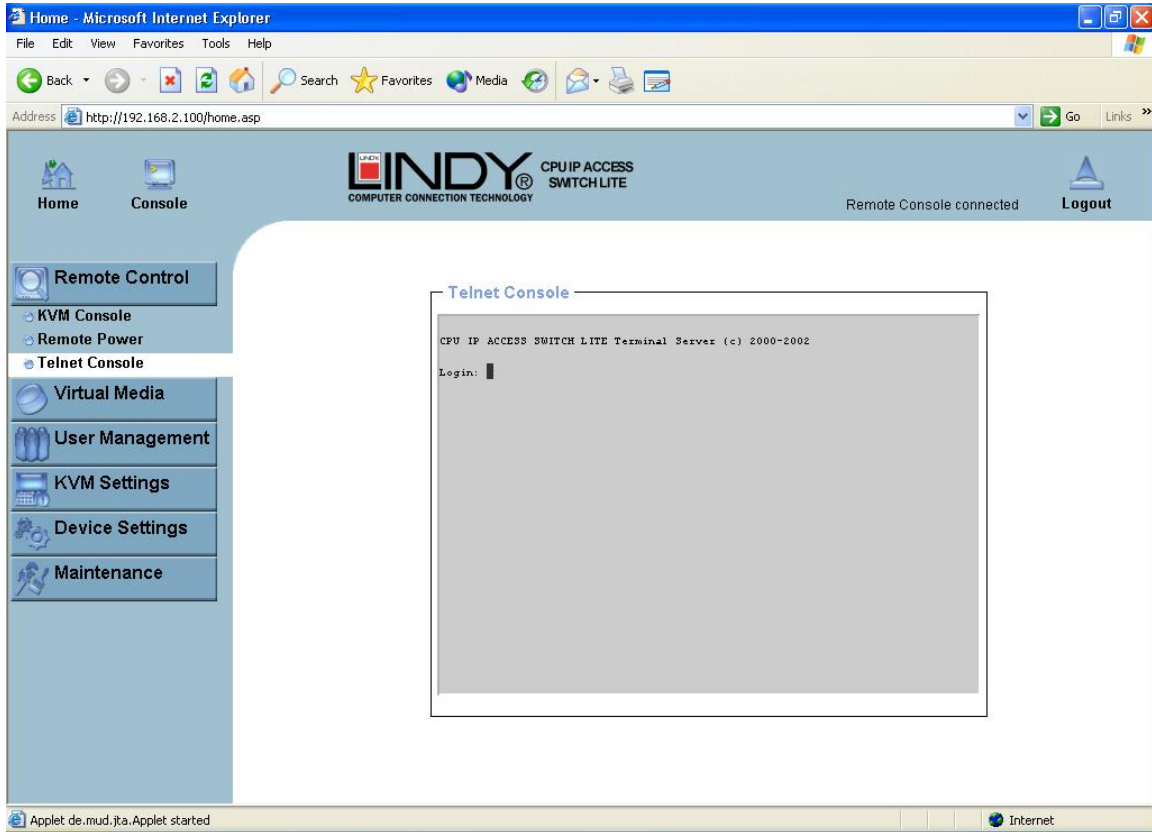 Home - Microsoft Internet Explorer
File Edit View Favorites Tools Help
Back Search Favorites Media
Address http://192.168.2.100/home.asp Go Links »
LINDY
LINDY ® CPU IP ACCESS
SWITCH LITE
COMPUTER CONNECTION TECHNOLOGY
Home Console Remote Console connected Logout
Remote Control
KVM Console
Remote Power
Telnet Console
Virtual Media
User Management
KVM Settings
Device Settings
Maintenance
Telnet Console
CPU IP ACCESS SWITCH LITE Terminal Server (c) 2000-2002
Login:
Applet de.mud.jta.Applet started Internet